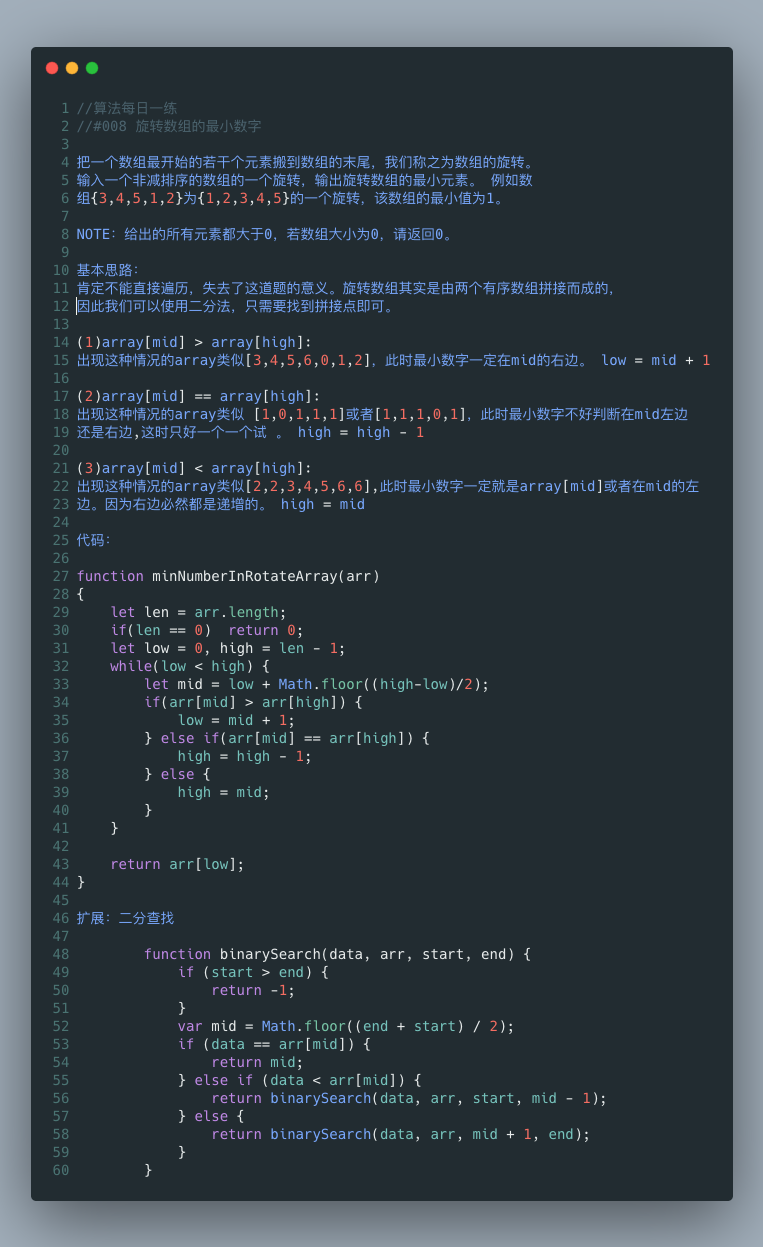 1 //算法每日一练
2 //#008 旋转数组的最小数字
3
4 把一个数组最开始的若干个元素搬到数组的末尾，我们称之为数组的旋转。
5 输入一个非减排序的数组的一个旋转，输出旋转数组的最小元素。 例如数
6 组{3,4,5,1,2}为{1,2,3,4,5}的一个旋转，该数组的最小值为1。
7
8 NOTE：给出的所有元素都大于0，若数组大小为0，请返回0。
9
10 基本思路：
11 肯定不能直接遍历，失去了这道题的意义。旋转数组其实是由两个有序数组拼接而成的，
12 因此我们可以使用二分法，只需要找到拼接点即可。
13
14 (1)array[mid] > array[high]:
15 出现这种情况的array类似[3,4,5,6,0,1,2]，此时最小数字一定在mid的右边。 low = mid + 1
16
17 (2)array[mid] == array[high]:
18 出现这种情况的array类似 [1,0,1,1,1]或者[1,1,1,0,1]，此时最小数字不好判断在mid左边
19 还是右边,这时只好一个一个试 。 high = high - 1
20
21 (3)array[mid] < array[high]:
22 出现这种情况的array类似[2,2,3,4,5,6,6],此时最小数字一定就是array[mid]或者在mid的左
23 边。因为右边必然都是递增的。 high = mid
24
25 代码：
26
27 function minNumberInRotateArray(arr)
28 {
29     let len = arr.length;
30     if(len == 0)  return 0;
31     let low = 0, high = len - 1;
32     while(low < high) {
33         let mid = low + Math.floor((high-low)/2);
34         if(arr[mid] > arr[high]) {
35             low = mid + 1;
36         } else if(arr[mid] == arr[high]) {
37             high = high - 1;
38         } else {
39             high = mid;
40         }
41     }
42
43     return arr[low];
44 }
45
46 扩展：二分查找
47
48         function binarySearch(data, arr, start, end) {
49             if (start > end) {
50                 return -1;
51             }
52             var mid = Math.floor((end + start) / 2);
53             if (data == arr[mid]) {
54                 return mid;
55             } else if (data < arr[mid]) {
56                 return binarySearch(data, arr, start, mid - 1);
57             } else {
58                 return binarySearch(data, arr, mid + 1, end);
59             }
60         }